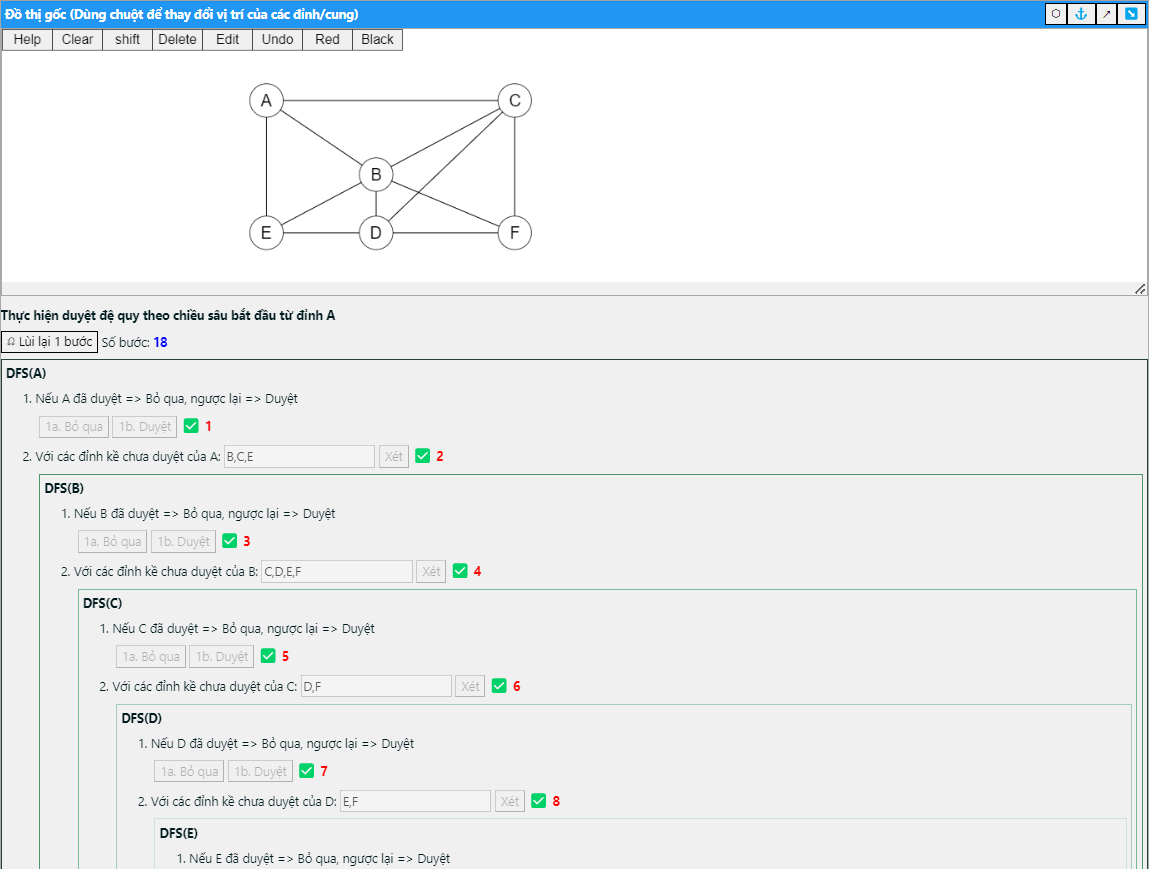 Đồ thị gốc (Dùng chuột để thay đổi vị trí của các đỉnh/cung)
Help Clear shift Delete Edit Undo Red Black
A C
B
E D F
Thực hiện duyệt đệ quy theo chiều sâu bắt đầu từ đỉnh A
Lùi lại 1 bước Số bước: 18
DFS(A)
1. Nếu A đã duyệt => Bỏ qua, ngược lại => Duyệt
1a. Bỏ qua 1b. Duyệt 1
2. Với các đỉnh kề chưa duyệt của A: B,C,E Xét 2
DFS(B)
1. Nếu B đã duyệt => Bỏ qua, ngược lại => Duyệt
1a. Bỏ qua 1b. Duyệt 3
2. Với các đỉnh kề chưa duyệt của B: C,D,E,F Xét 4
DFS(C)
1. Nếu C đã duyệt => Bỏ qua, ngược lại => Duyệt
1a. Bỏ qua 1b. Duyệt 5
2. Với các đỉnh kề chưa duyệt của C: D,F Xét 6
DFS(D)
1. Nếu D đã duyệt => Bỏ qua, ngược lại => Duyệt
1a. Bỏ qua 1b. Duyệt 7
2. Với các đỉnh kề chưa duyệt của D: E,F Xét 8
DFS(E)
1. Nếu E đã duyệt => Bỏ qua, ngược lại => Duyệt